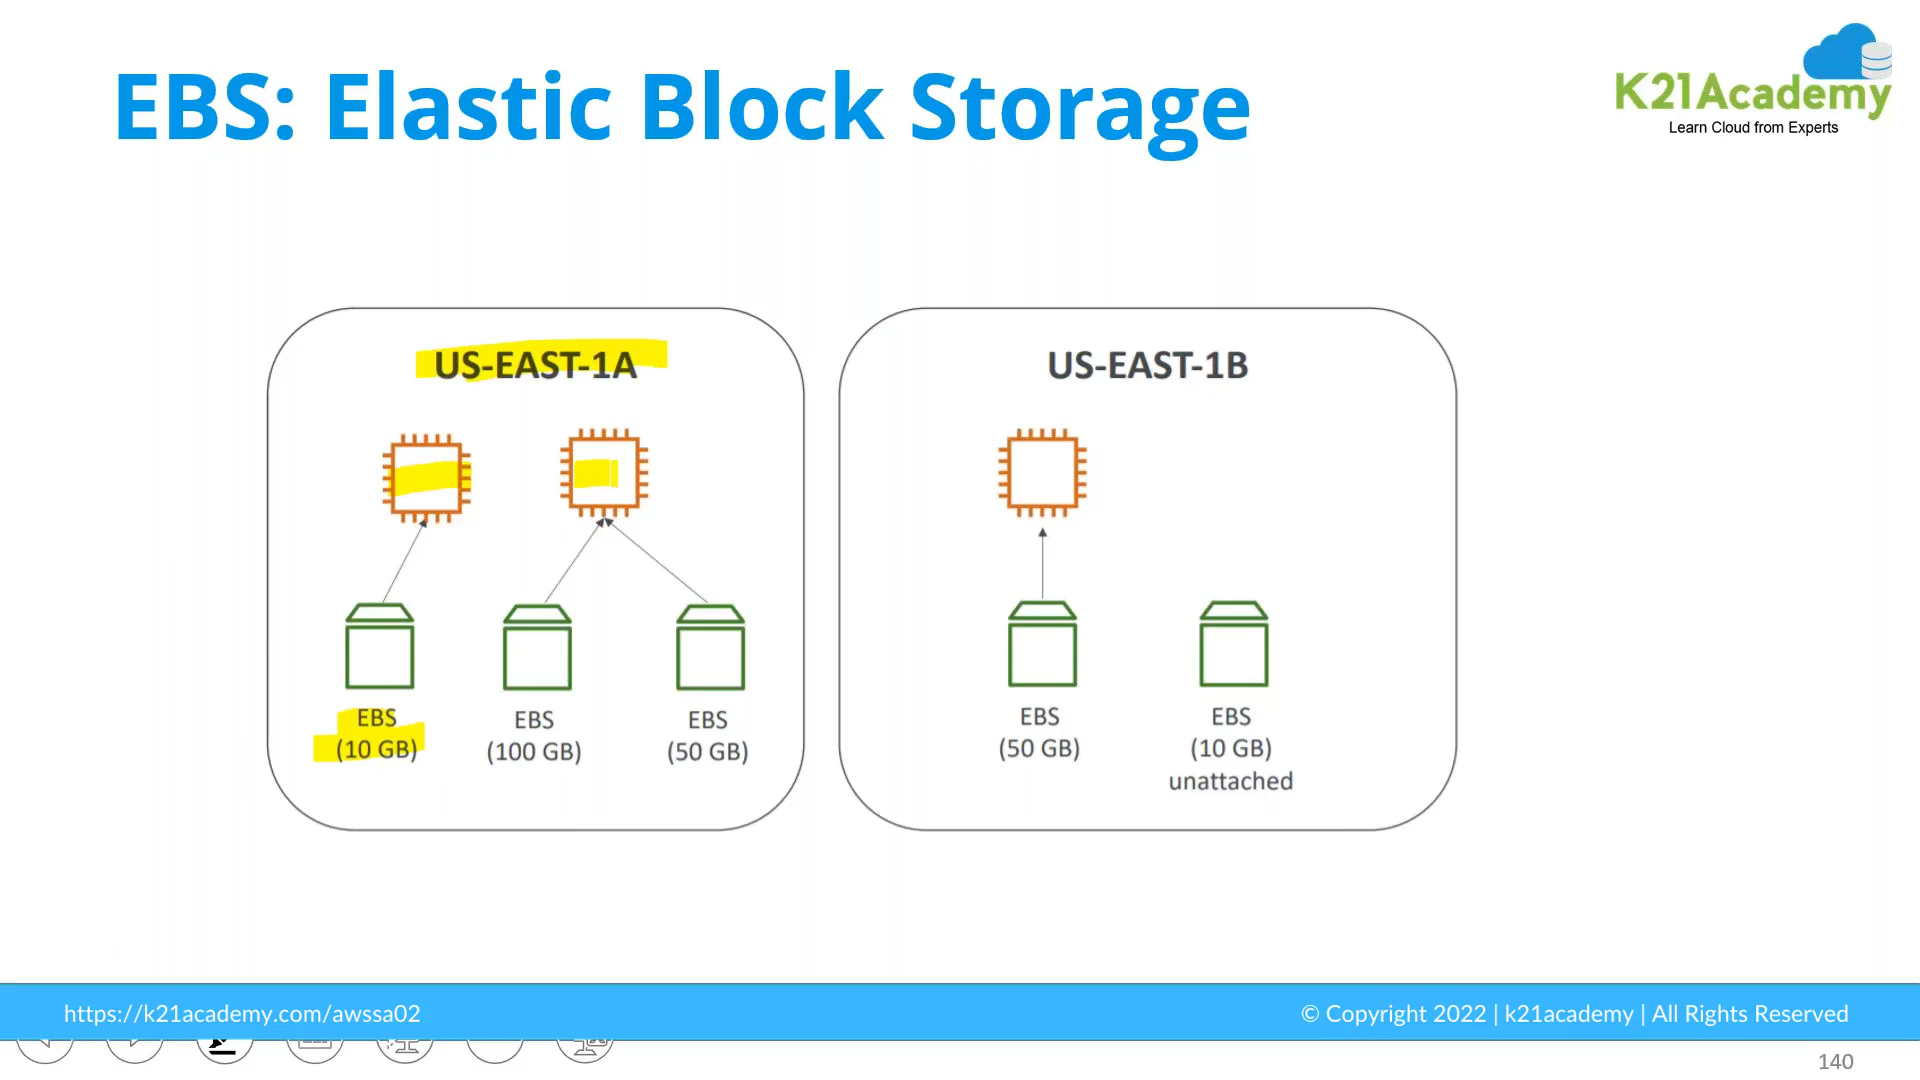 EBS: Elastic Block Storage
K21Academy
Learn Cloud from Experts
US-EAST-1A
US-EAST-1B
EBS
(10 GB)
EBS
(100 GB)
EBS
(50 GB)
EBS
(50 GB)
EBS
(10 GB)
unattached
https://k21academy.com/awssa02
© Copyright 2022 | k21academy | All Rights Reserved
140